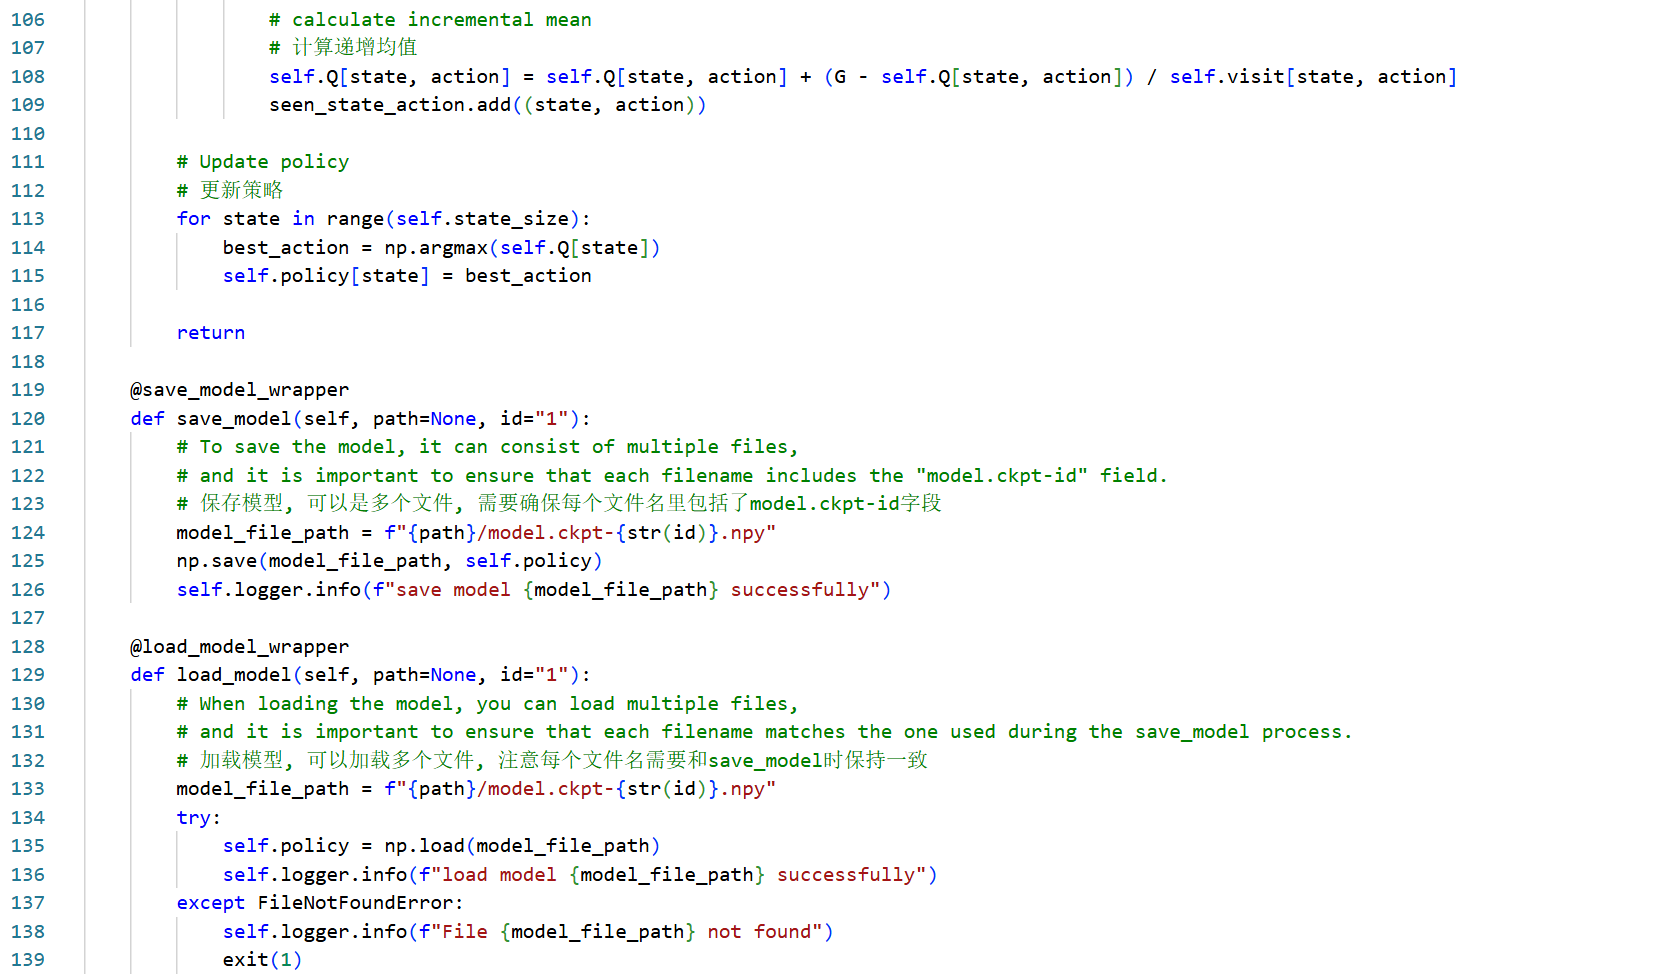 106 # calculate incremental mean
107 # 计算递增均值
108 self.Q[state, action] = self.Q[state, action] + (G - self.Q[state, action]) / self.visit[state, action]
109 seen_state_action.add((state, action))
110
111 # Update policy
112 # 更新策略
113 for state in range(self.state_size):
114 best_action = np.argmax(self.Q[state])
115 self.policy[state] = best_action
116
117 return
118
119 @save_model_wrapper
120 def save_model(self, path=None, id="1"):
121 # To save the model, it can consist of multiple files,
122 # and it is important to ensure that each filename includes the "model.ckpt-id" field.
123 # 保存模型, 可以是多个文件, 需要确保每个文件名里包括了model.ckpt-id字段
124 model_file_path = f"{path}/model.ckpt-{str(id)}.npy"
125 np.save(model_file_path, self.policy)
126 self.logger.info(f"save model {model_file_path} successfully")
127
128 @load_model_wrapper
129 def load_model(self, path=None, id="1"):
130 # When loading the model, you can load multiple files,
131 # and it is important to ensure that each filename matches the one used during the save_model process.
132 # 加载模型, 可以加载多个文件, 注意每个文件名需要和save_model时保持一致
133 model_file_path = f"{path}/model.ckpt-{str(id)}.npy"
134 try:
135 self.policy = np.load(model_file_path)
136 self.logger.info(f"load model {model_file_path} successfully")
137 except FileNotFoundError:
138 self.logger.info(f"File {model_file_path} not found")
139 exit(1)